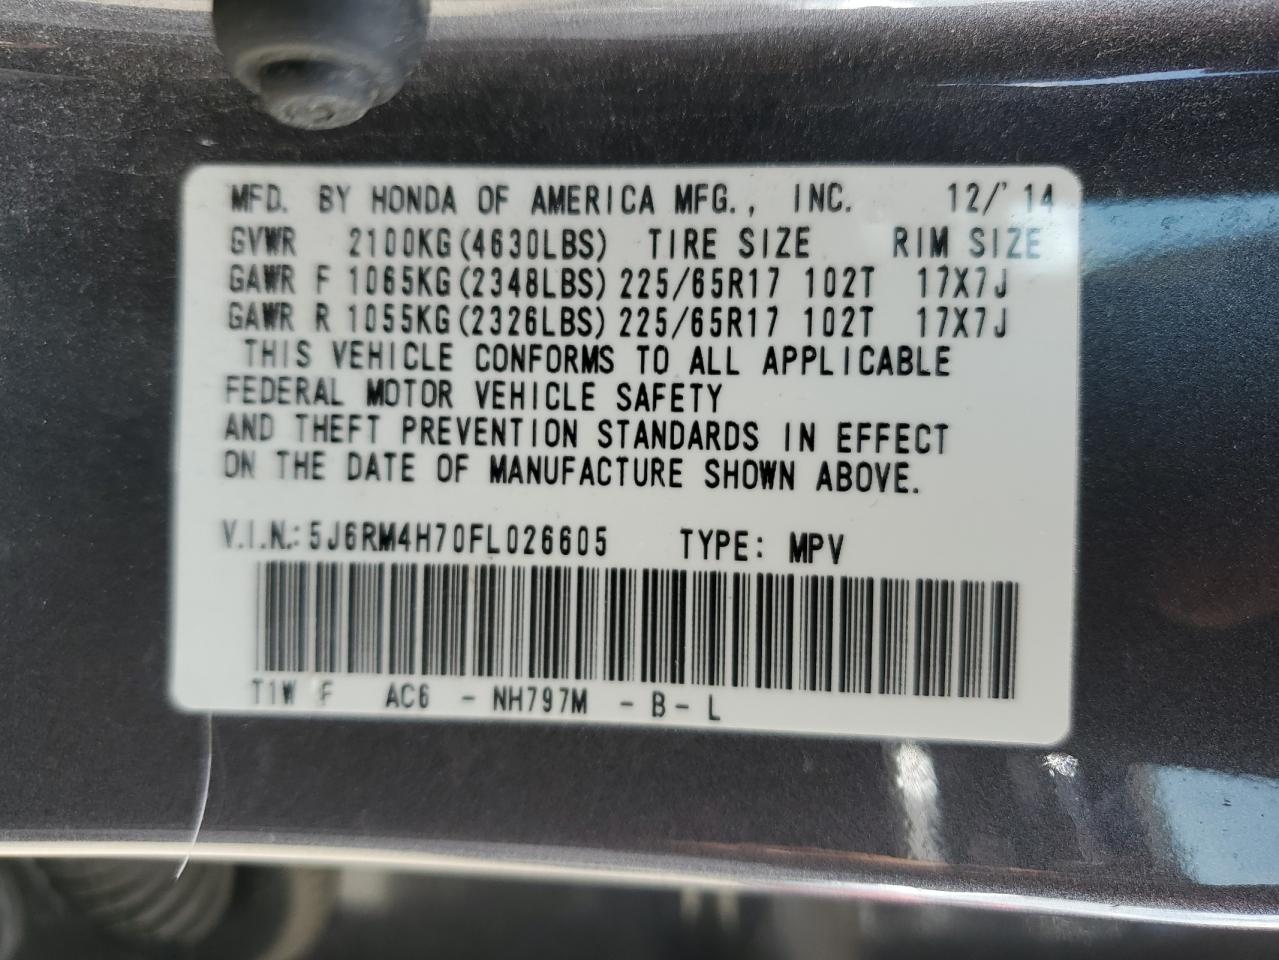 MFD. BY HONDA OF AMERICA MFG., INC. 12/'14
GVWR 2100KG(4630LBS) TIRE SIZE RIM SIZE
GAWR F 1065KG(2348LBS) 225/65R17 102T 17X7J
GAWR R 1055KG(2326LBS) 225/65R17 102T 17X7J
THIS VEHICLE CONFORMS TO ALL APPLICABLE
FEDERAL MOTOR VEHICLE SAFETY
AND THEFT PREVENTION STANDARDS IN EFFECT
ON THE DATE OF MANUFACTURE SHOWN ABOVE.
V.I.N.: 5J6RM4H70FL026605 TYPE: MPV
T1W F AC6 - NH797M - B - L